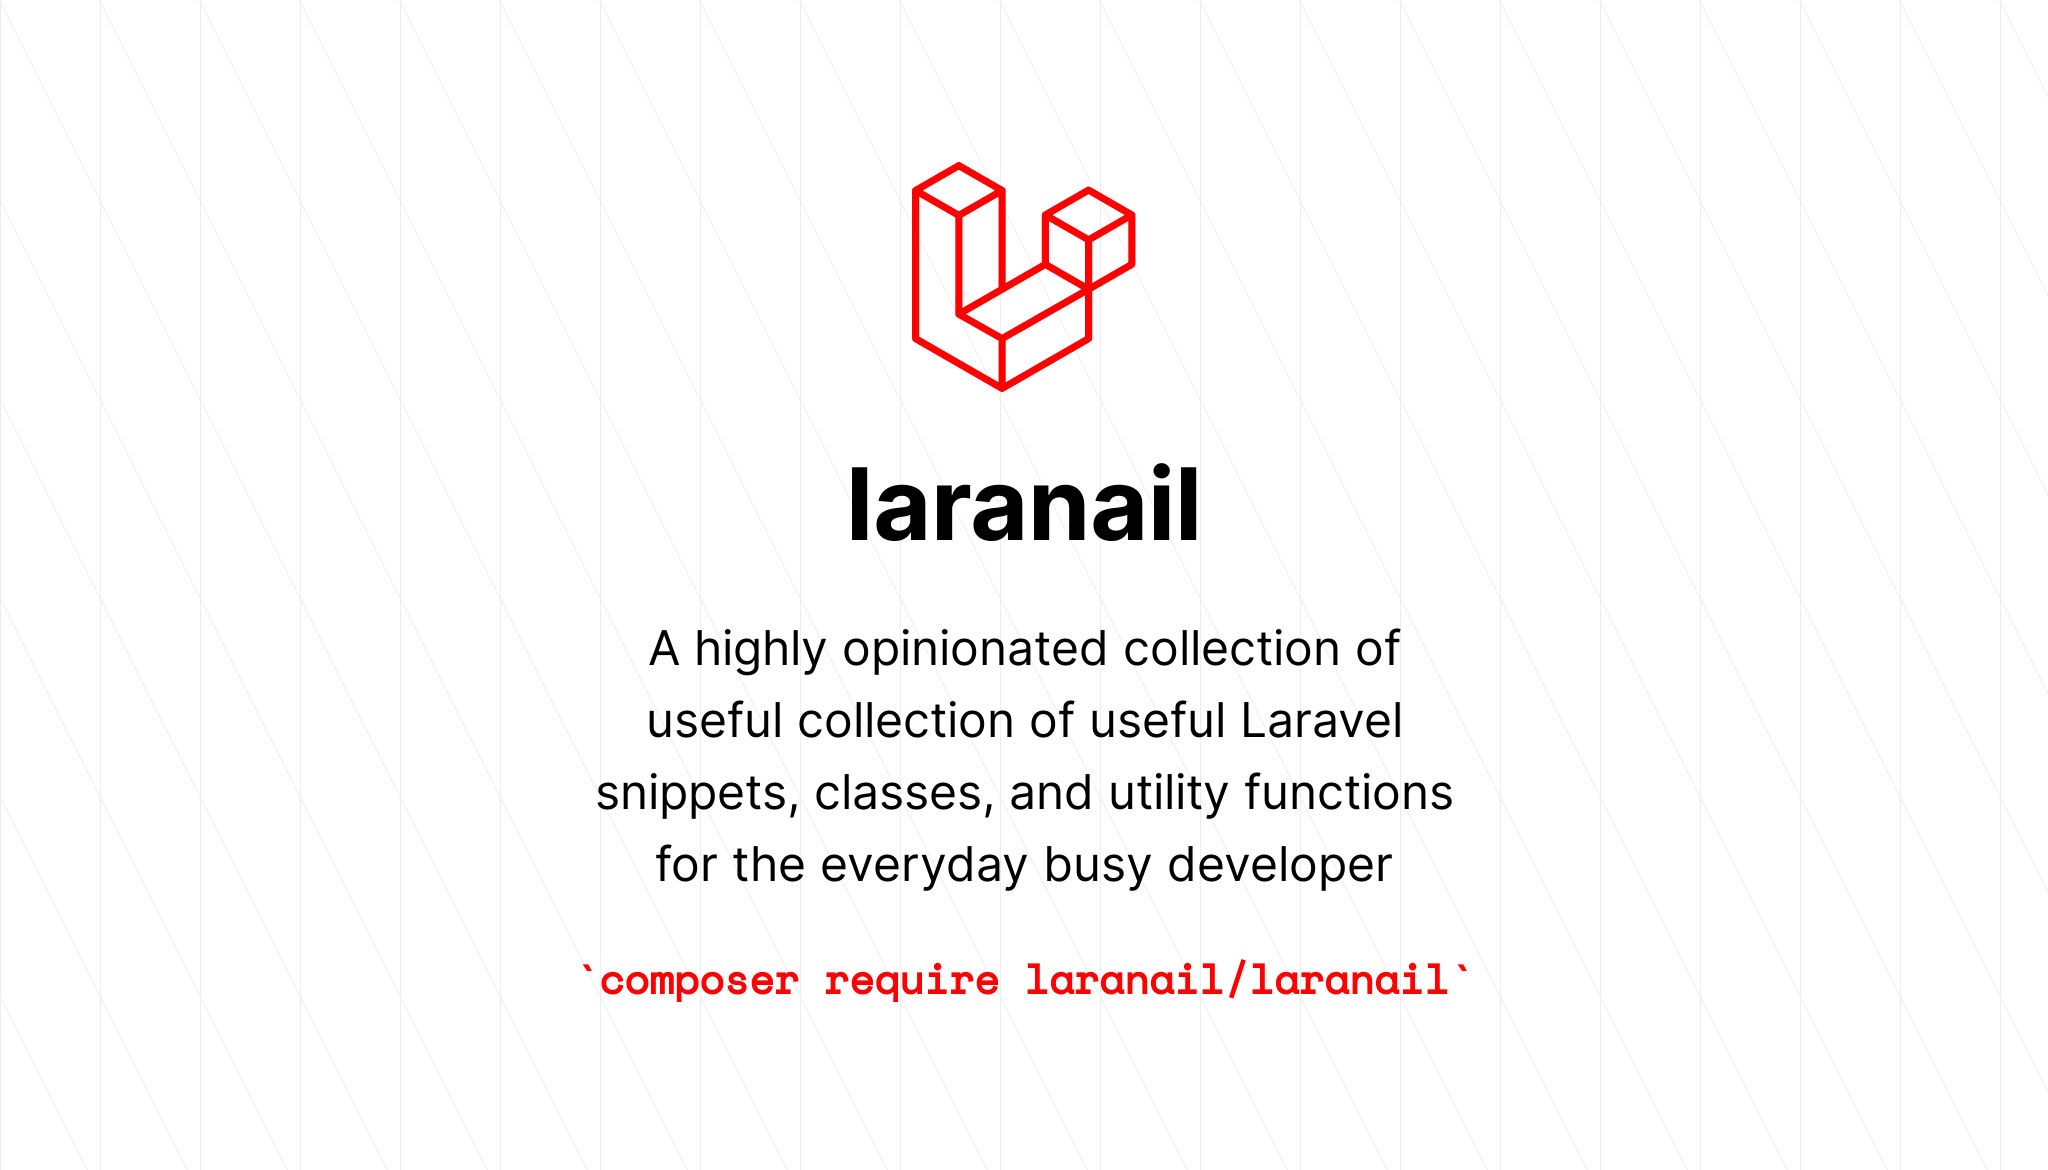 laranail
A highly opinionated collection of
useful collection of useful Laravel
snippets, classes, and utility functions
for the everyday busy developer
`composer require laranail/laranail`